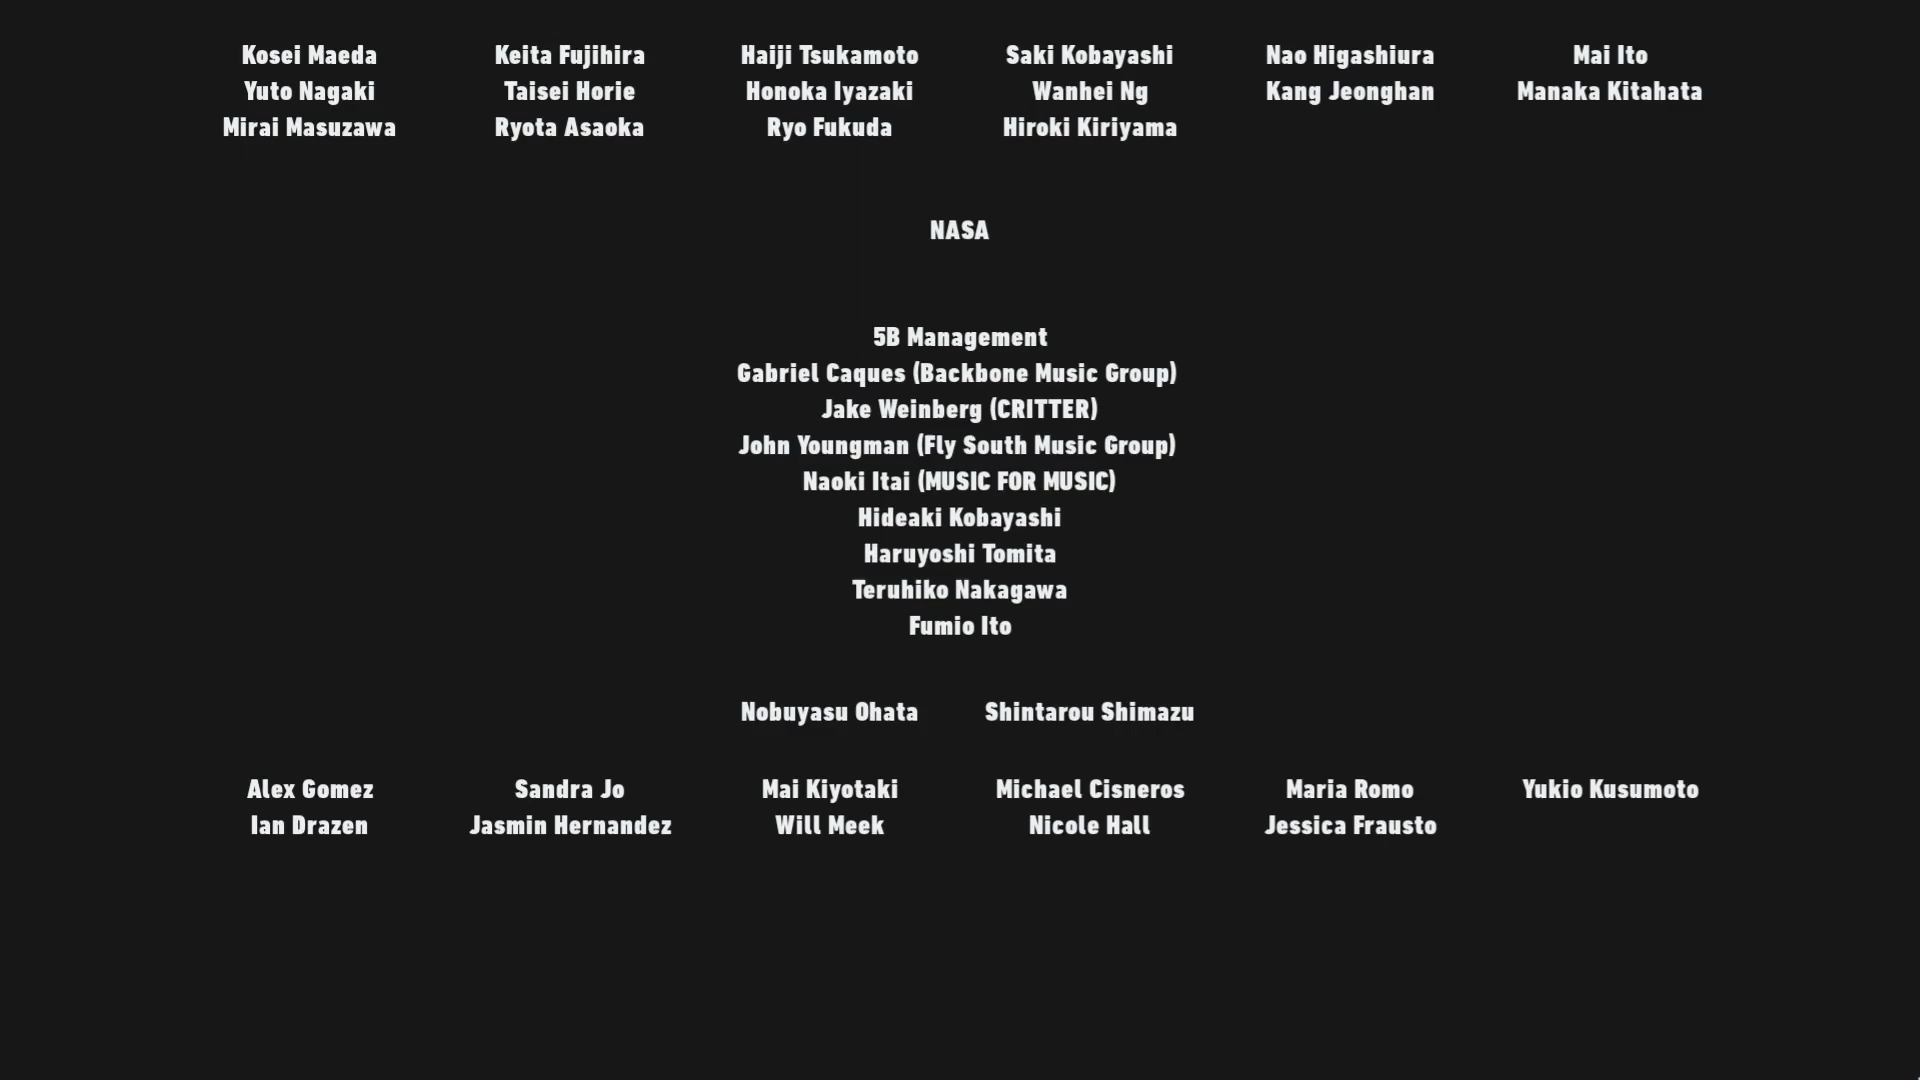 Kosei Maeda Keita Fujihira Haiji Tsukamoto Saki Kobayashi Nao Higashiura Mai Ito
Yuto Nagaki Taisei Horie Honoka Iyazaki Wanhei Ng Kang Jeonghan Manaka Kitahata
Mirai Masuzawa Ryota Asaoka Ryo Fukuda Hiroki Kiriyama
NASA
5B Management
Gabriel Caques (Backbone Music Group)
Jake Weinberg (CRITTER)
John Youngman (Fly South Music Group)
Naoki Itai (MUSIC FOR MUSIC)
Hideaki Kobayashi
Haruyoshi Tomita
Teruhiko Nakagawa
Fumio Ito
Nobuyasu Ohata Shintarou Shimazu
Alex Gomez Sandra Jo Mai Kiyotaki Michael Cisneros Maria Romo Yukio Kusumoto
Ian Drazen Jasmin Hernandez Will Meek Nicole Hall Jessica Frausto